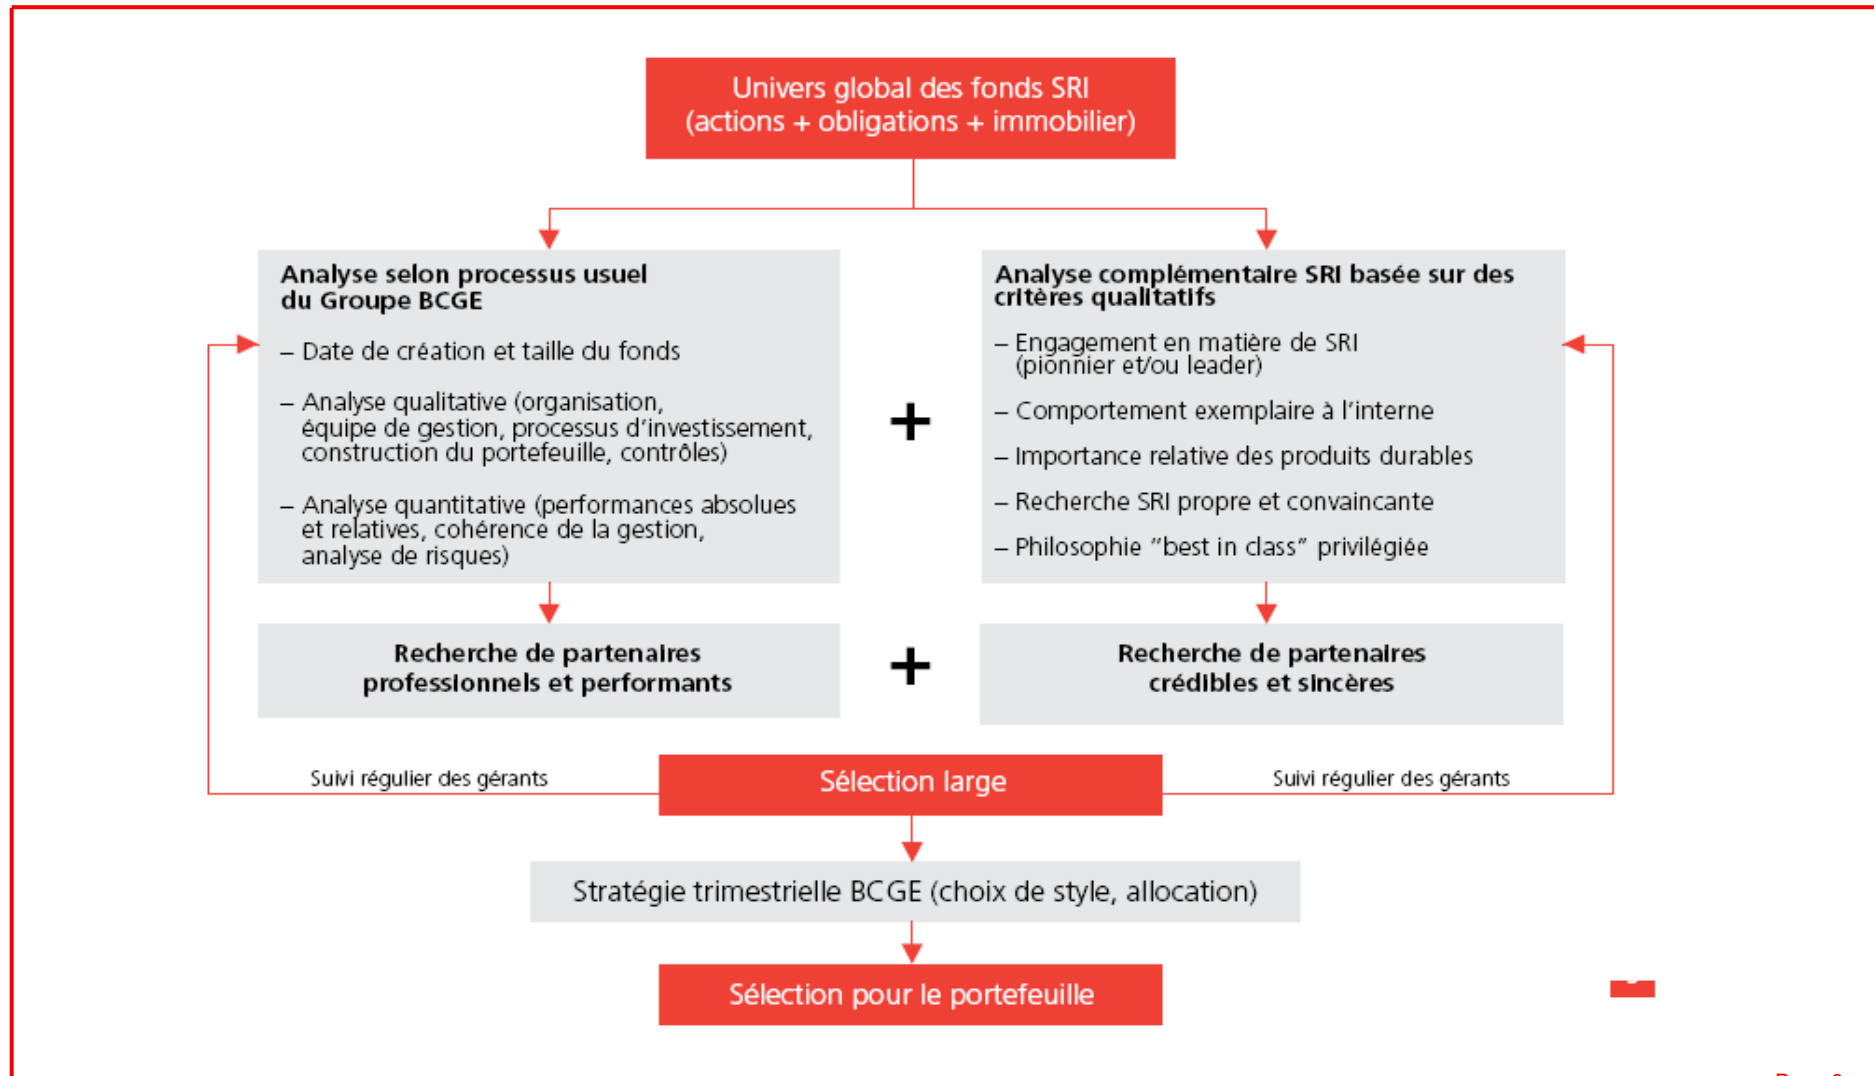 Univers global des fonds SRI
(actions + obligations + immobilier)
Analyse selon processus usuel
du Groupe BCGE
– Date de création et taille du fonds
– Analyse qualitative (organisation,
équipe de gestion, processus d'investissement,
construction du portefeuille, contrôles)
– Analyse quantitative (performances absolues
et relatives, cohérence de la gestion,
analyse de risques)
+
Analyse complémentaire SRI basée sur des
critères qualitatifs
– Engagement en matière de SRI
(pionnier et/ou leader)
– Comportement exemplaire à l'interne
– Importance relative des produits durables
– Recherche SRI propre et convaincante
– Philosophie "best in class" privilégiée
Recherche de partenaires
professionnels et performants
+
Recherche de partenaires
crédibles et sincères
Suivi régulier des gérants
Sélection large
Suivi régulier des gérants
Stratégie trimestrielle BCGE (choix de style, allocation)
Sélection pour le portefeuille